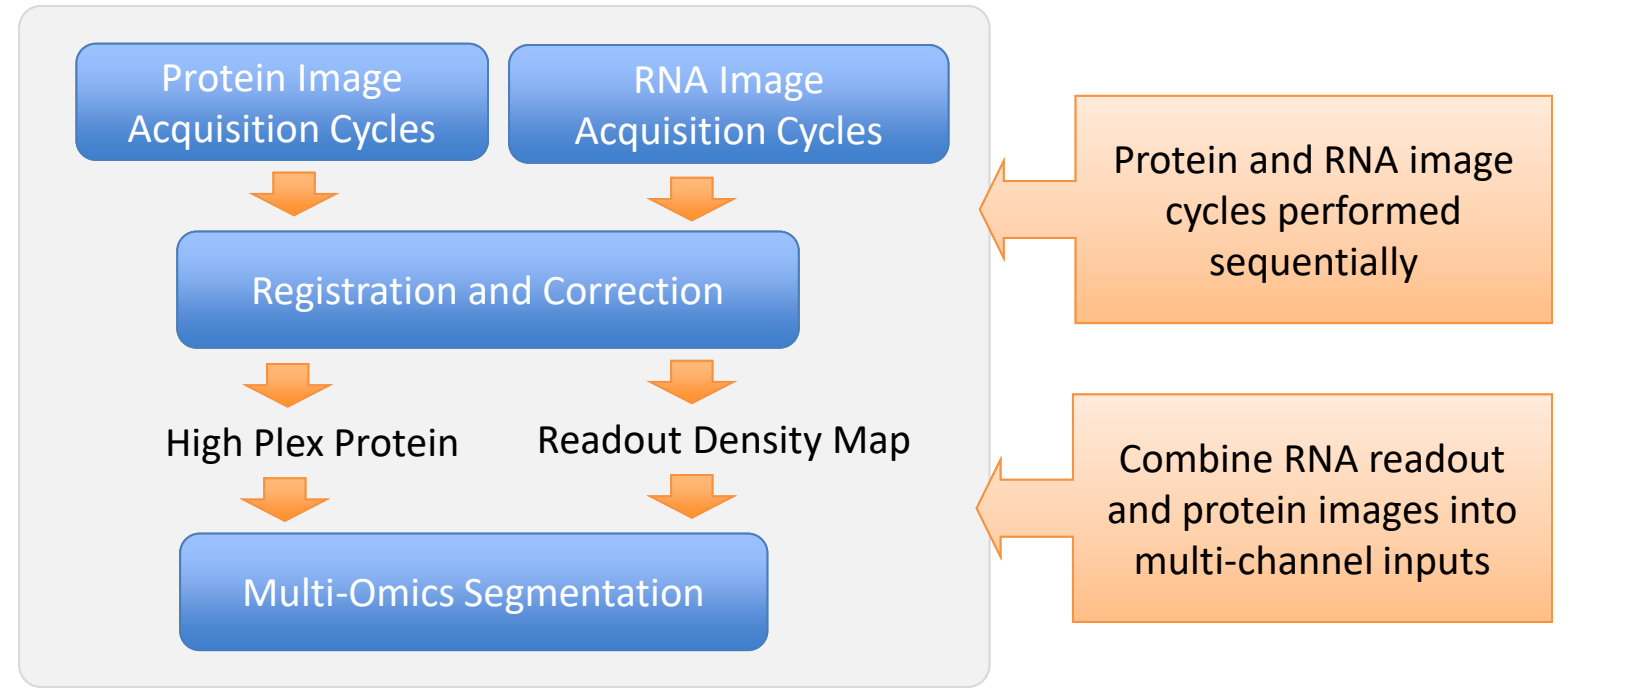 Protein Image
Acquisition Cycles
RNA Image
Acquisition Cycles
Protein and RNA image
cycles performed
sequentially
Registration and Correction
High Plex Protein
Readout Density Map
Combine RNA readout
and protein images into
multi-channel inputs
Multi-Omics Segmentation